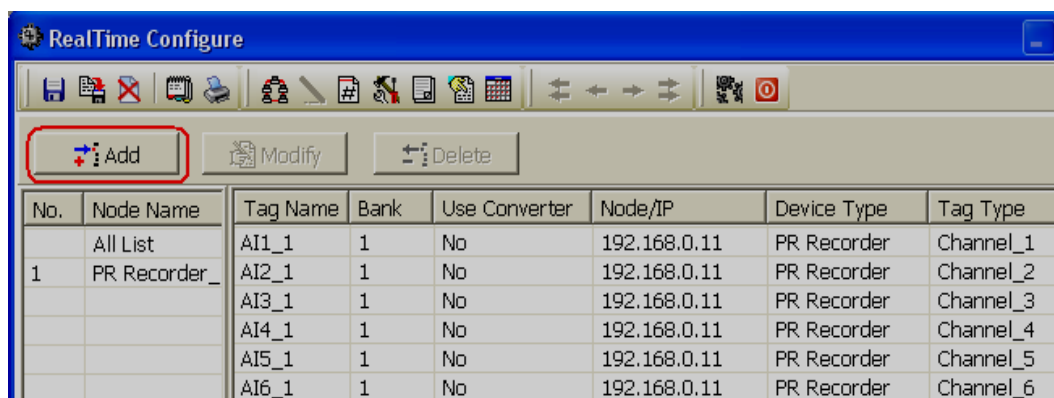 RealTime Configure
Add Modify Delete
No. Node Name Tag Name Bank Use Converter Node/IP Device Type Tag Type
All List AI1_1 1 No 192.168.0.11 PR Recorder Channel_1
1 PR Recorder_ AI2_1 1 No 192.168.0.11 PR Recorder Channel_2
AI3_1 1 No 192.168.0.11 PR Recorder Channel_3
AI4_1 1 No 192.168.0.11 PR Recorder Channel_4
AI5_1 1 No 192.168.0.11 PR Recorder Channel_5
AI6_1 1 No 192.168.0.11 PR Recorder Channel_6